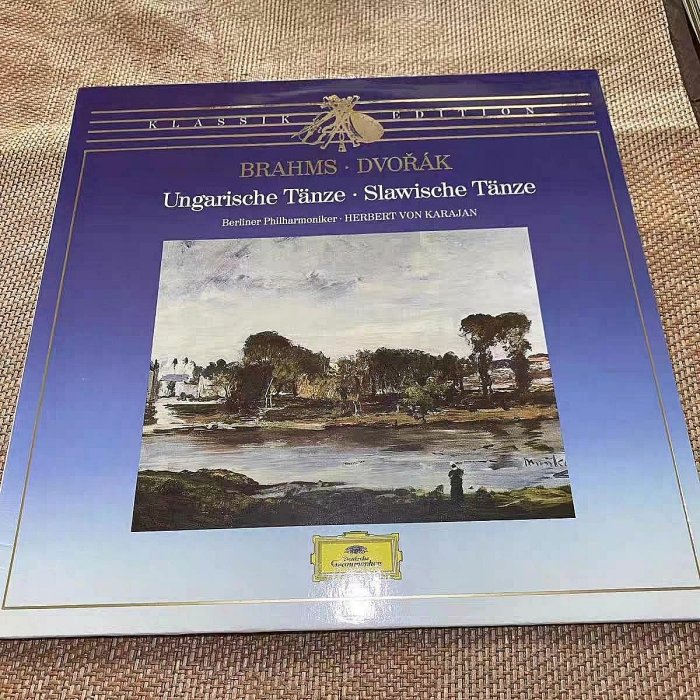 KLASSIK EDITION
BRAHMS · DVOŘÁK
Ungarische Tänze · Slawische Tänze
Berliner Philharmoniker · HERBERT VON KARAJAN
Deutsche
Grammophon